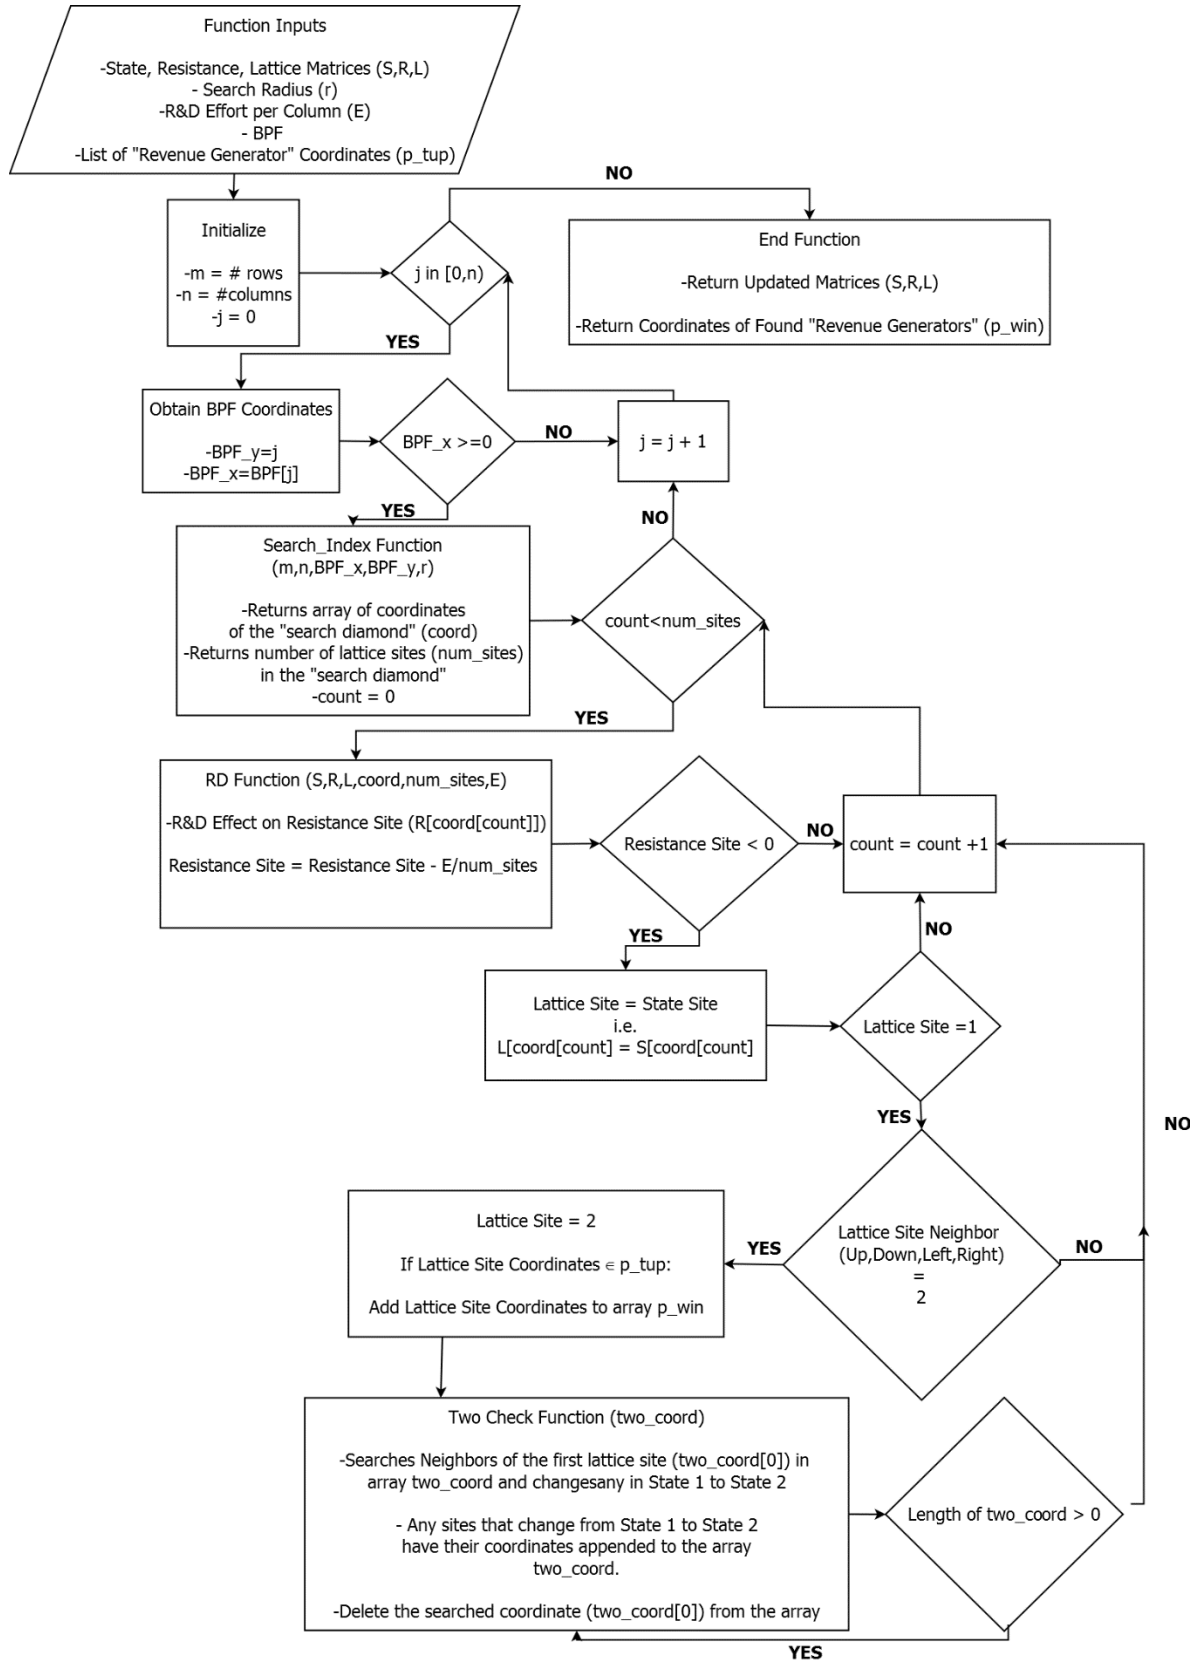 Function Inputs
-State, Resistance, Lattice Matrices (S,R,L)
- Search Radius (r)
-R&D Effort per Column (E)
- BPF
-List of "Revenue Generator" Coordinates (p_tup)
NO
Initialize
-m = # rows
-n = #columns
-j = 0
j in [0,n)
End Function
-Return Updated Matrices (S,R,L)
-Return Coordinates of Found "Revenue Generators" (p_win)
YES
Obtain BPF Coordinates
-BPF_y=j
-BPF_x=BPF[j]
BPF_x >=0
NO
j = j + 1
YES
NO
Search_Index Function
(m,n,BPF_x,BPF_y,r)
-Returns array of coordinates
of the "search diamond" (coord)
-Returns number of lattice sites (num_sites)
in the "search diamond"
-count = 0
count<num_sites
YES
RD Function (S,R,L,coord,num_sites,E)
-R&D Effect on Resistance Site (R[coord[count]])
Resistance Site = Resistance Site - E/num_sites
Resistance Site < 0
NO
count = count +1
YES
NO
Lattice Site = State Site
i.e.
L[coord[count] = S[coord[count]
Lattice Site =1
YES
NO
Lattice Site Neighbor
(Up,Down,Left,Right)
=
2
NO
YES
Lattice Site = 2
If Lattice Site Coordinates ∈ p_tup:
Add Lattice Site Coordinates to array p_win
Two Check Function (two_coord)
-Searches Neighbors of the first lattice site (two_coord[0]) in
array two_coord and changesany in State 1 to State 2
- Any sites that change from State 1 to State 2
have their coordinates appended to the array
two_coord.
-Delete the searched coordinate (two_coord[0] from the array
Length of two_coord > 0
YES